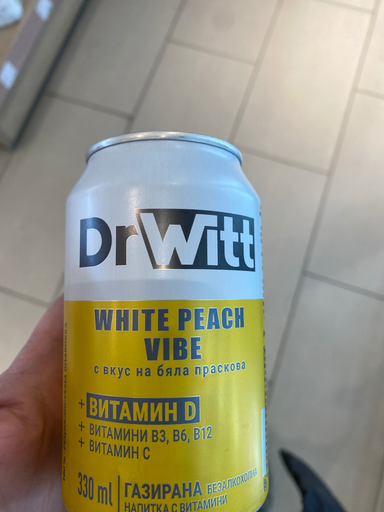 DrWitt
WHITE PEACH
VIBE
с вкус на бяла праскова
+ ВИТАМИН D
+ ВИТАМИНИ B3, B6, B12
+ ВИТАМИН C
330 ml
ГАЗИРАНА БЕЗАЛКОХОЛНА
НАПИТКА С ВИТАМИНИ